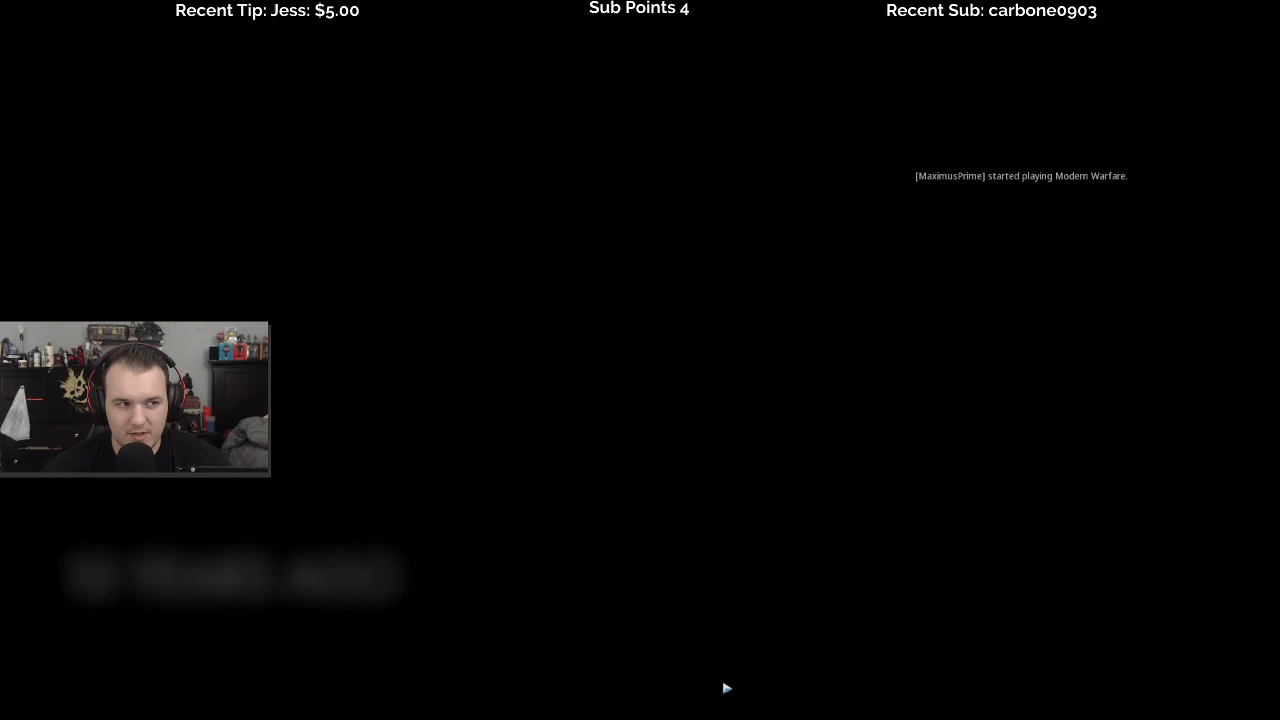 Recent Tip: Jess: $5.00
Sub Points 4
Recent Sub: carbone0903
[MaximusPrime] started playing Modern Warfare.